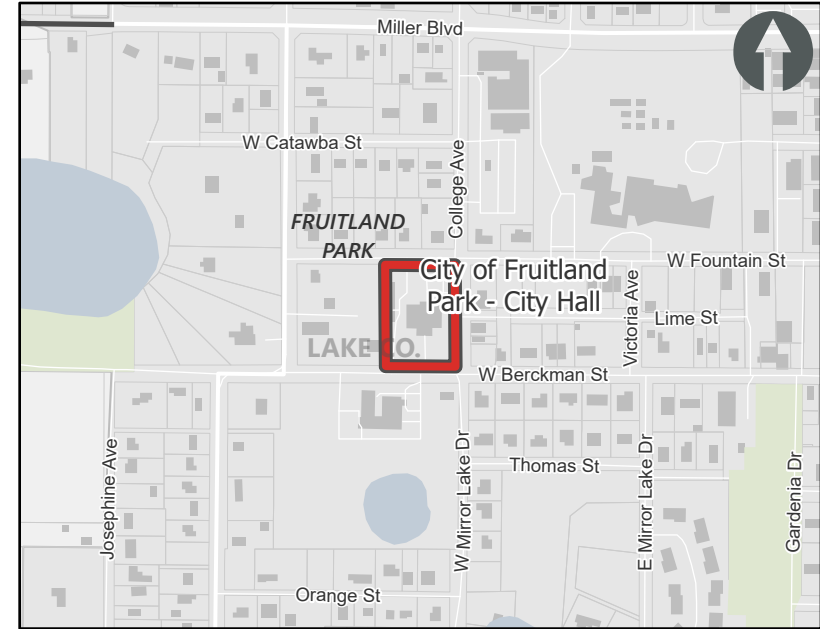 Miller Blvd
W Catawba St
College Ave
FRUITLAND
PARK
W Fountain St
City of Fruitland
Park - City Hall
Victoria Ave
Lime St
LAKE CO.
W Berckman St
Josephine Ave
W Mirror Lake Dr
Thomas St
E Mirror Lake Dr
Gardenia Dr
Orange St